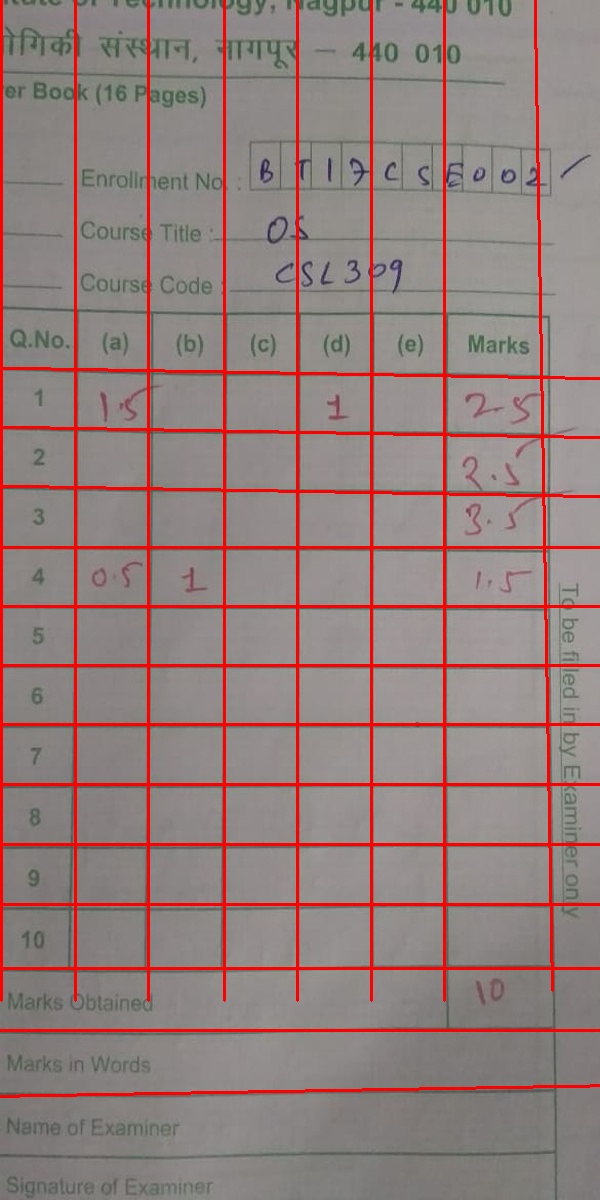 of Technology, Nagpur - 440 010
संस्थान, नागपूर – 440 010
er Book (16 Pages)
Enrollment No. : BT17CSE002
Course Title : OS
Course Code : CSL309
Q.No. (a) (b) (c) (d) (e) Marks
1 1.5 1 2.5
2 2.5
3 3.5
4 0.5 1 1.5
5
6
7
8
9
10
Marks Obtained 10
Marks in Words
Name of Examiner
Signature of Examiner
To be filled in by Examiner only